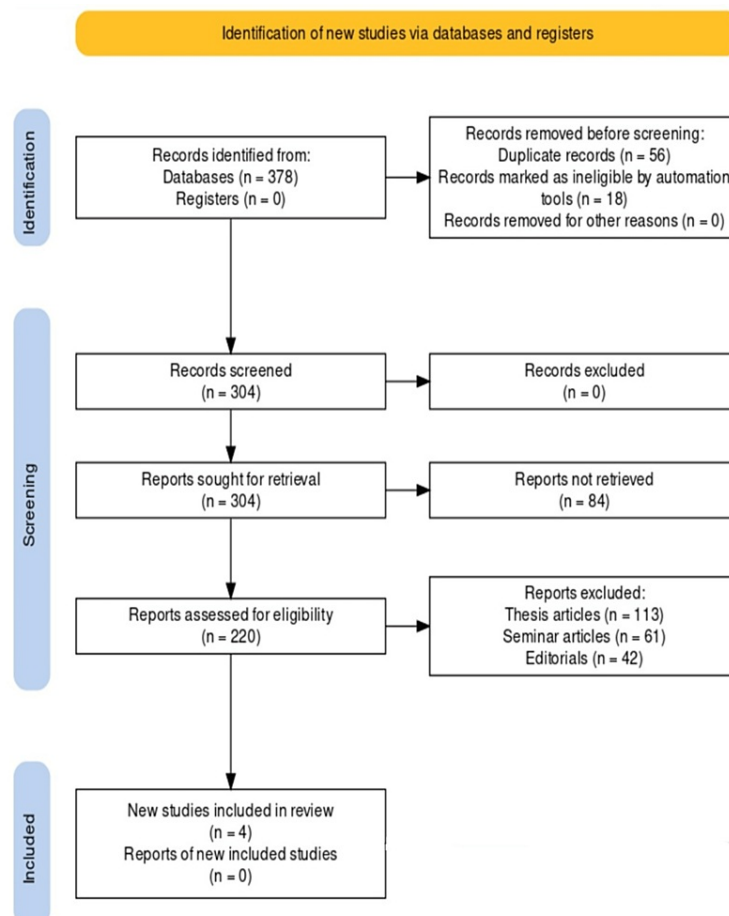 Identification of new studies via databases and registers
Identification
Records identified from:
Databases (n = 378)
Registers (n = 0)
Records removed before screening:
Duplicate records (n = 56)
Records marked as ineligible by automation
tools (n = 18)
Records removed for other reasons (n = 0)
Screening
Records screened
(n = 304)
Records excluded
(n = 0)
Reports sought for retrieval
(n = 304)
Reports not retrieved
(n = 84)
Reports assessed for eligibility
(n = 220)
Reports excluded:
Thesis articles (n = 113)
Seminar articles (n = 61)
Editorials (n = 42)
Included
New studies included in review
(n = 4)
Reports of new included studies
(n = 0)